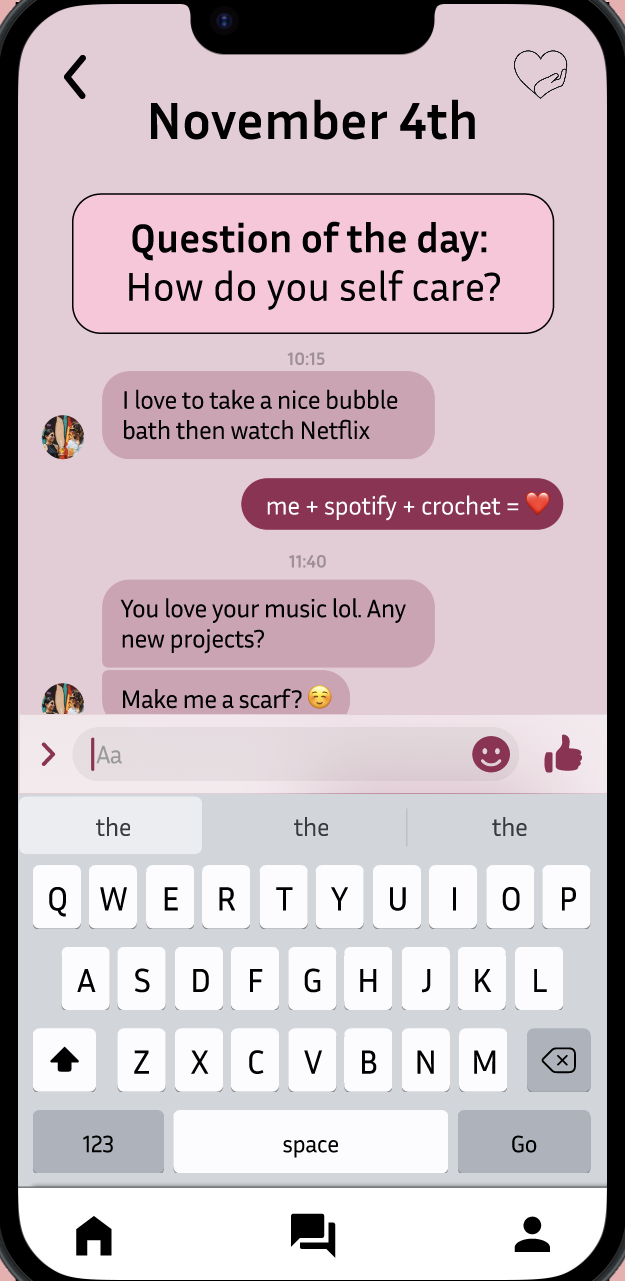 November 4th
Question of the day:
How do you self care?
10:15
I love to take a nice bubble
bath then watch Netflix
me + spotify + crochet = ❤️
11:40
You love your music lol. Any
new projects?
Make me a scarf? ☺️
Aa
the the the
Q W E R T Y U I O P
A S D F G H J K L
Z X C V B N M
123 space Go